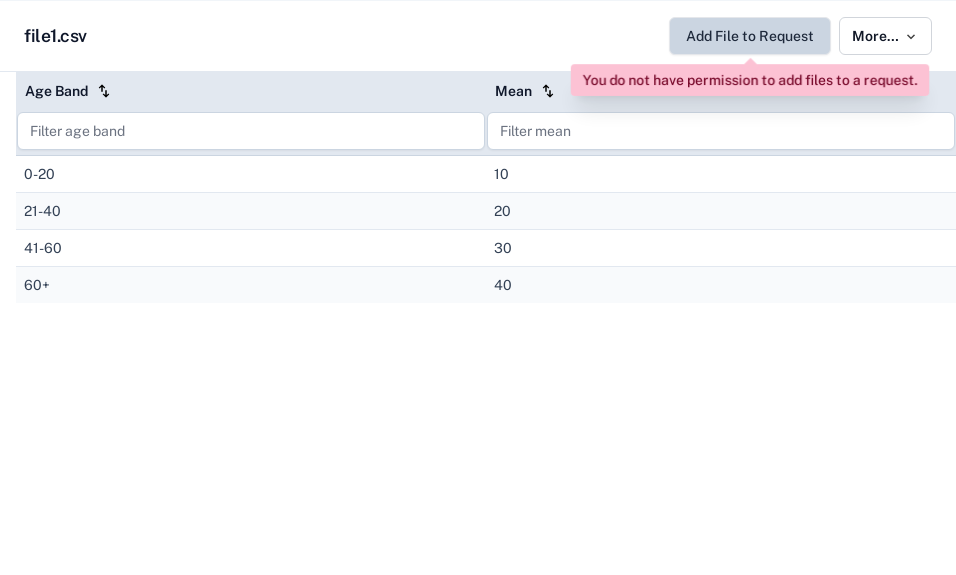 file1.csv
Add File to Request
More...
You do not have permission to add files to a request.
Age Band
Mean
Filter age band
Filter mean
0-20 10
21-40 20
41-60 30
60+ 40